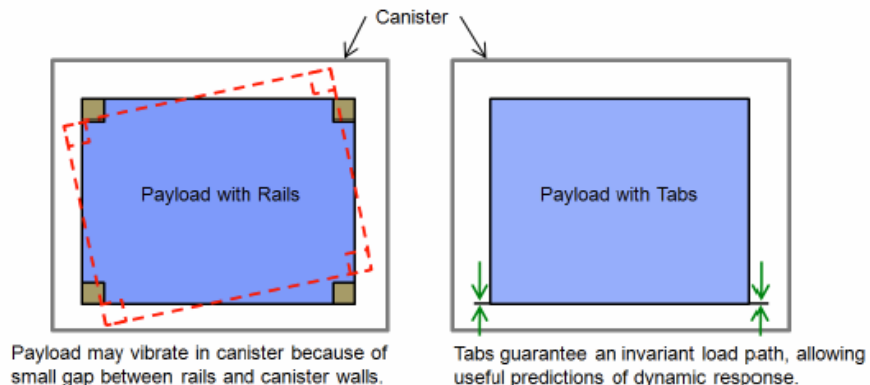 Canister
Payload with Rails
Payload with Tabs
Payload may vibrate in canister because of
small gap between rails and canister walls.
Tabs guarantee an invariant load path, allowing
useful predictions of dynamic response.